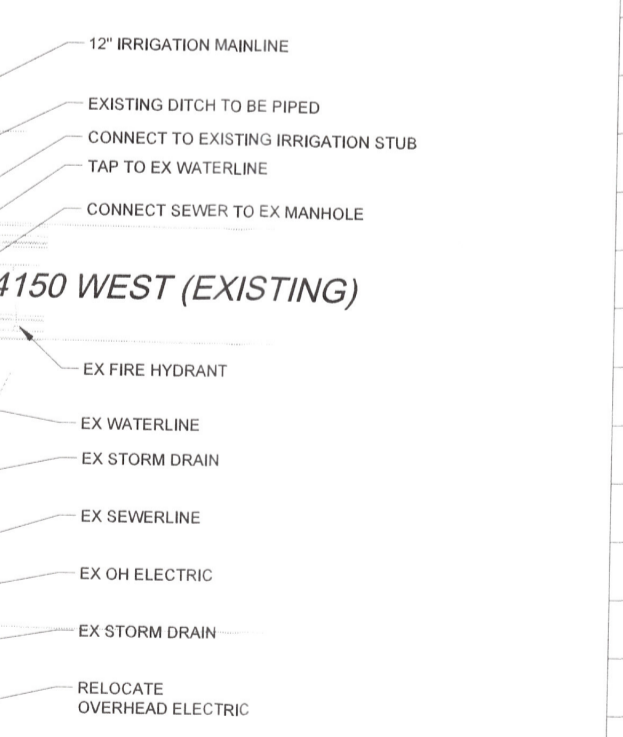 12" IRRIGATION MAINLINE
EXISTING DITCH TO BE PIPED
CONNECT TO EXISTING IRRIGATION STUB
TAP TO EX WATERLINE
CONNECT SEWER TO EX MANHOLE
4150 WEST (EXISTING)
EX FIRE HYDRANT
EX WATERLINE
EX STORM DRAIN
EX SEWERLINE
EX OH ELECTRIC
EX STORM DRAIN
RELOCATE
OVERHEAD ELECTRIC